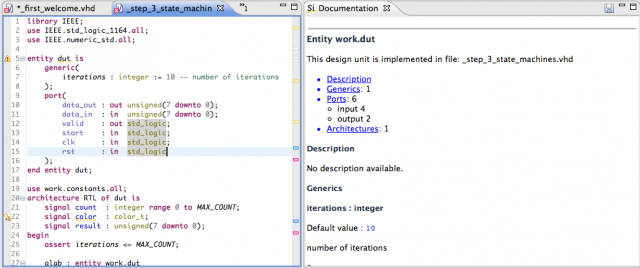 *_first_welcome.vhd
_step_3_state_machin
»1
1 library IEEE;
2 use IEEE.std_logic_1164.all;
3 use IEEE.numeric_std.all;
4
5 entity dut is
6 generic(
7 iterations : integer := 10 -- number of iterations
8 );
9 port(
10 data_out : out unsigned(7 downto 0);
11 data_in : in unsigned(7 downto 0);
12 valid : out std_logic;
13 start : in std_logic;
14 clk : in std_logic;
15 rst : in std_logic
16 );
17 end entity dut;
18
19 use work.constants.all;
20 architecture RTL of dut is
21 signal count : integer range 0 to MAX_COUNT;
22 signal color : color_t;
23 signal result : unsigned(7 downto 0);
24 begin
25 assert iterations <= MAX_COUNT;
26
27 alab : entity work.dut
Si Documentation
Entity work.dut
This design unit is implemented in file: _step_3_state_machines.vhd
• Description
• Generics: 1
• Ports: 6
input 4
output 2
• Architectures: 1
Description
No description available.
Generics
iterations : integer
Default value : 10
number of iterations